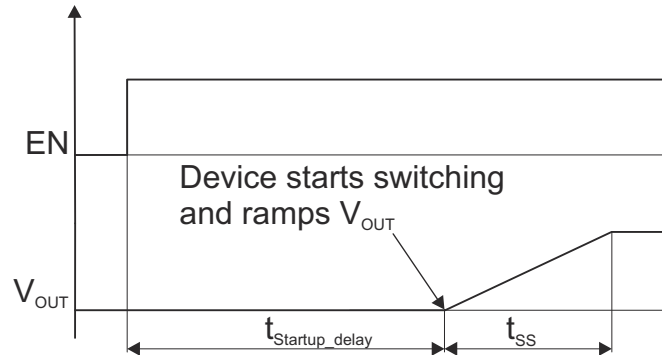 EN
Device starts switching
and ramps VOUT
VOUT
tStartup_delay
tSS